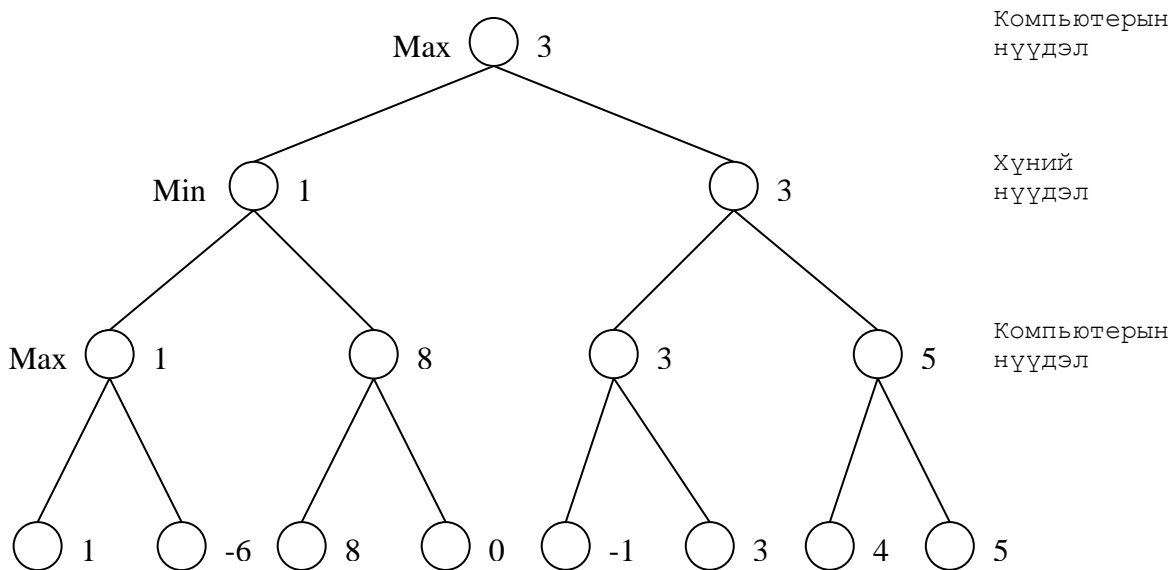 Компьютерын
нүүдэл
Max 3
Хүний
нүүдэл
Min 1 3
Компьютерын
нүүдэл
Max 1 8 3 5
1 -6 8 0 -1 3 4 5